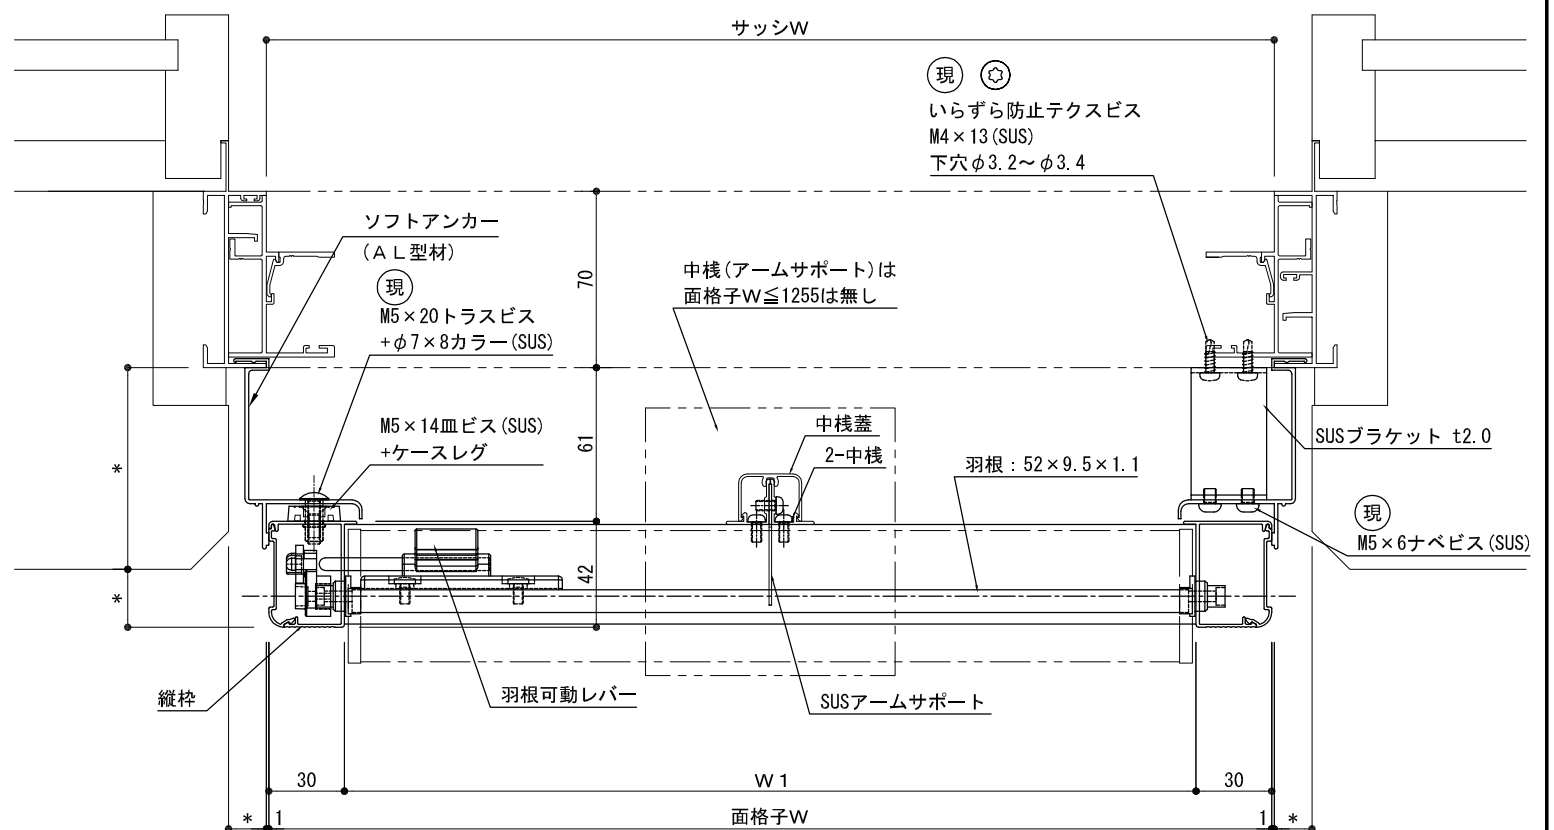 サッシW
現
いらずら防止テクスビス
M4×13(SUS)
下穴φ3.2～φ3.4
ソフトアンカー
(ＡＬ型材)
現
M5×20トラスビス
+φ7×8カラー(SUS)
70
中桟(アームサポート)は
面格子W≦1255は無し
M5×14皿ビス(SUS)
+ケースレグ
61
中桟蓋
2-中桟
羽根：52×9.5×1.1
SUSブラケット t2.0
現
M5×6ナベビス(SUS)
*
*
42
縦枠
羽根可動レバー
SUSアームサポート
30
W1
30
*
1
面格子W
1
*